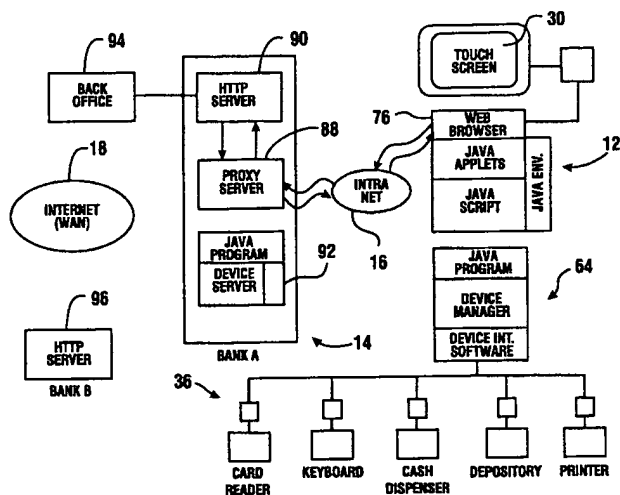 94
BACK
OFFICE
18
INTERNET
(WAN)
96
HTTP
SERVER
BANK B
90
HTTP
SERVER
88
PROXY
SERVER
JAVA
PROGRAM
92
DEVICE
SERVER
BANK A
14
INTRA
NET
16
30
TOUCH
SCREEN
76
WEB
BROWSER
JAVA
APPLETS
JAVA
SCRIPT
JAVA ENV.
12
JAVA
PROGRAM
DEVICE
MANAGER
DEVICE INT.
SOFTWARE
64
36
CARD
READER
KEYBOARD
CASH
DISPENSER
DEPOSITORY
PRINTER